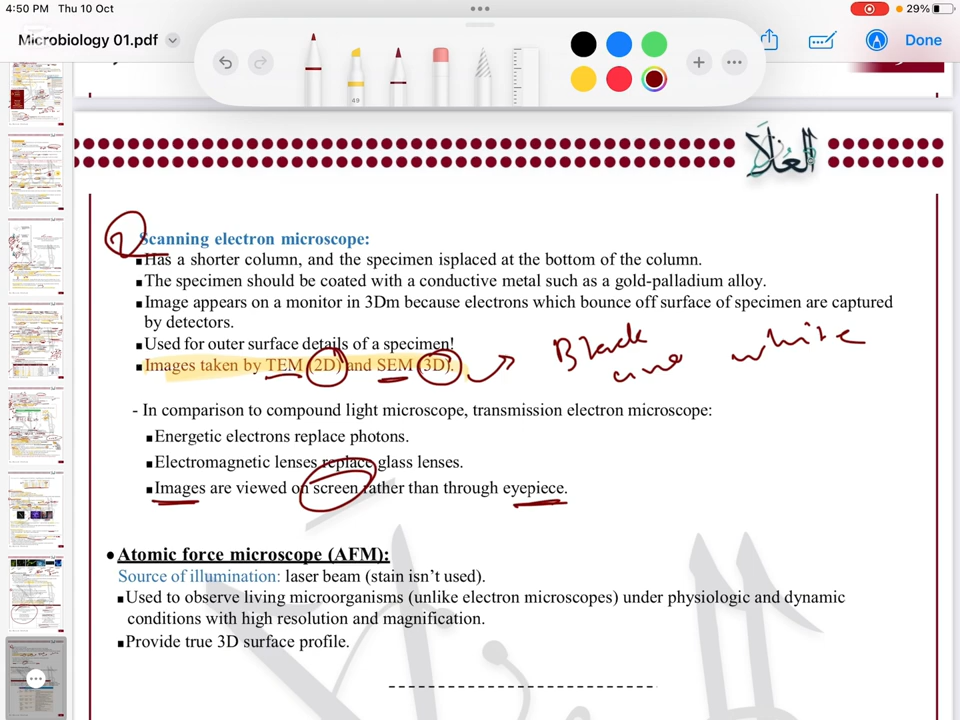 4:50 PM Thu 10 Oct
29%
Microbiology 01.pdf
Done
49
العلا
2
Scanning electron microscope:
▪Has a shorter column, and the specimen isplaced at the bottom of the column.
▪The specimen should be coated with a conductive metal such as a gold-palladium alloy.
▪Image appears on a monitor in 3Dm because electrons which bounce off surface of specimen are captured
by detectors.
▪Used for outer surface details of a specimen!
▪Images taken by TEM (2D) and SEM (3D).
Black and white
- In comparison to compound light microscope, transmission electron microscope:
▪Energetic electrons replace photons.
▪Electromagnetic lenses replace glass lenses.
▪Images are viewed on screen rather than through eyepiece.
●Atomic force microscope (AFM):
Source of illumination: laser beam (stain isn’t used).
▪Used to observe living microorganisms (unlike electron microscopes) under physiologic and dynamic
conditions with high resolution and magnification.
▪Provide true 3D surface profile.